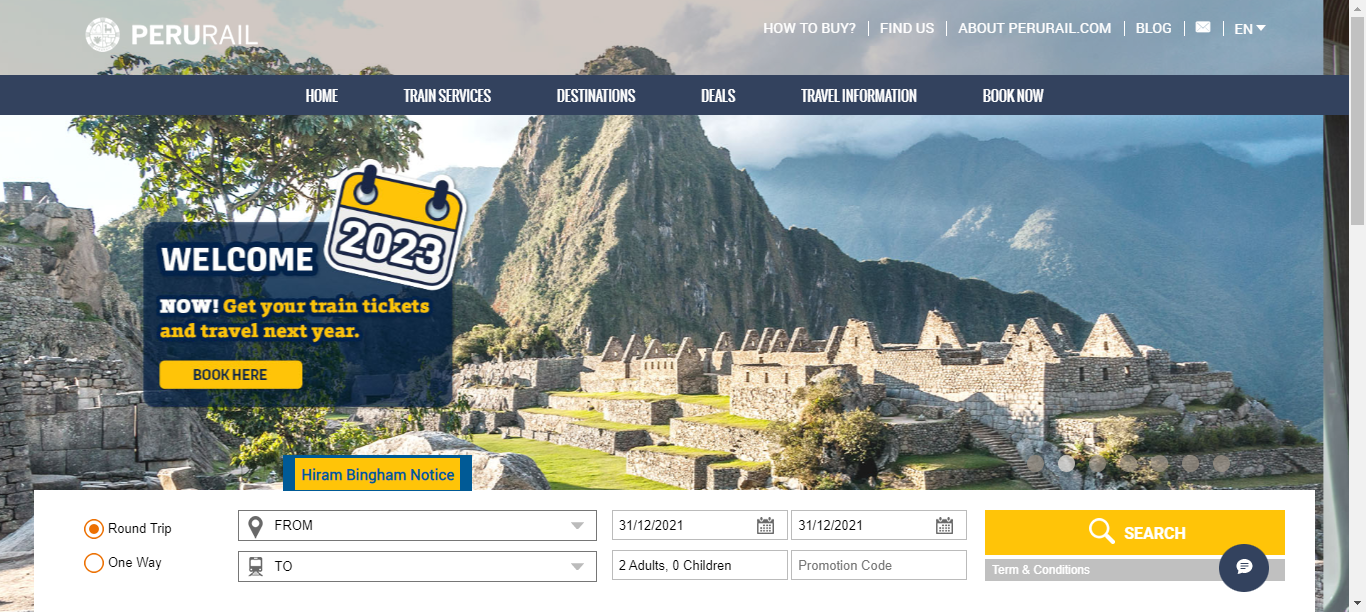 PERURAIL
HOW TO BUY?
FIND US
ABOUT PERURAIL.COM
BLOG
EN
HOME
TRAIN SERVICES
DESTINATIONS
DEALS
TRAVEL INFORMATION
BOOK NOW
2023
WELCOME
NOW! Get your train tickets
and travel next year.
BOOK HERE
Hiram Bingham Notice
Round Trip
One Way
FROM
TO
31/12/2021
31/12/2021
2 Adults, 0 Children
Promotion Code
SEARCH
Term & Conditions